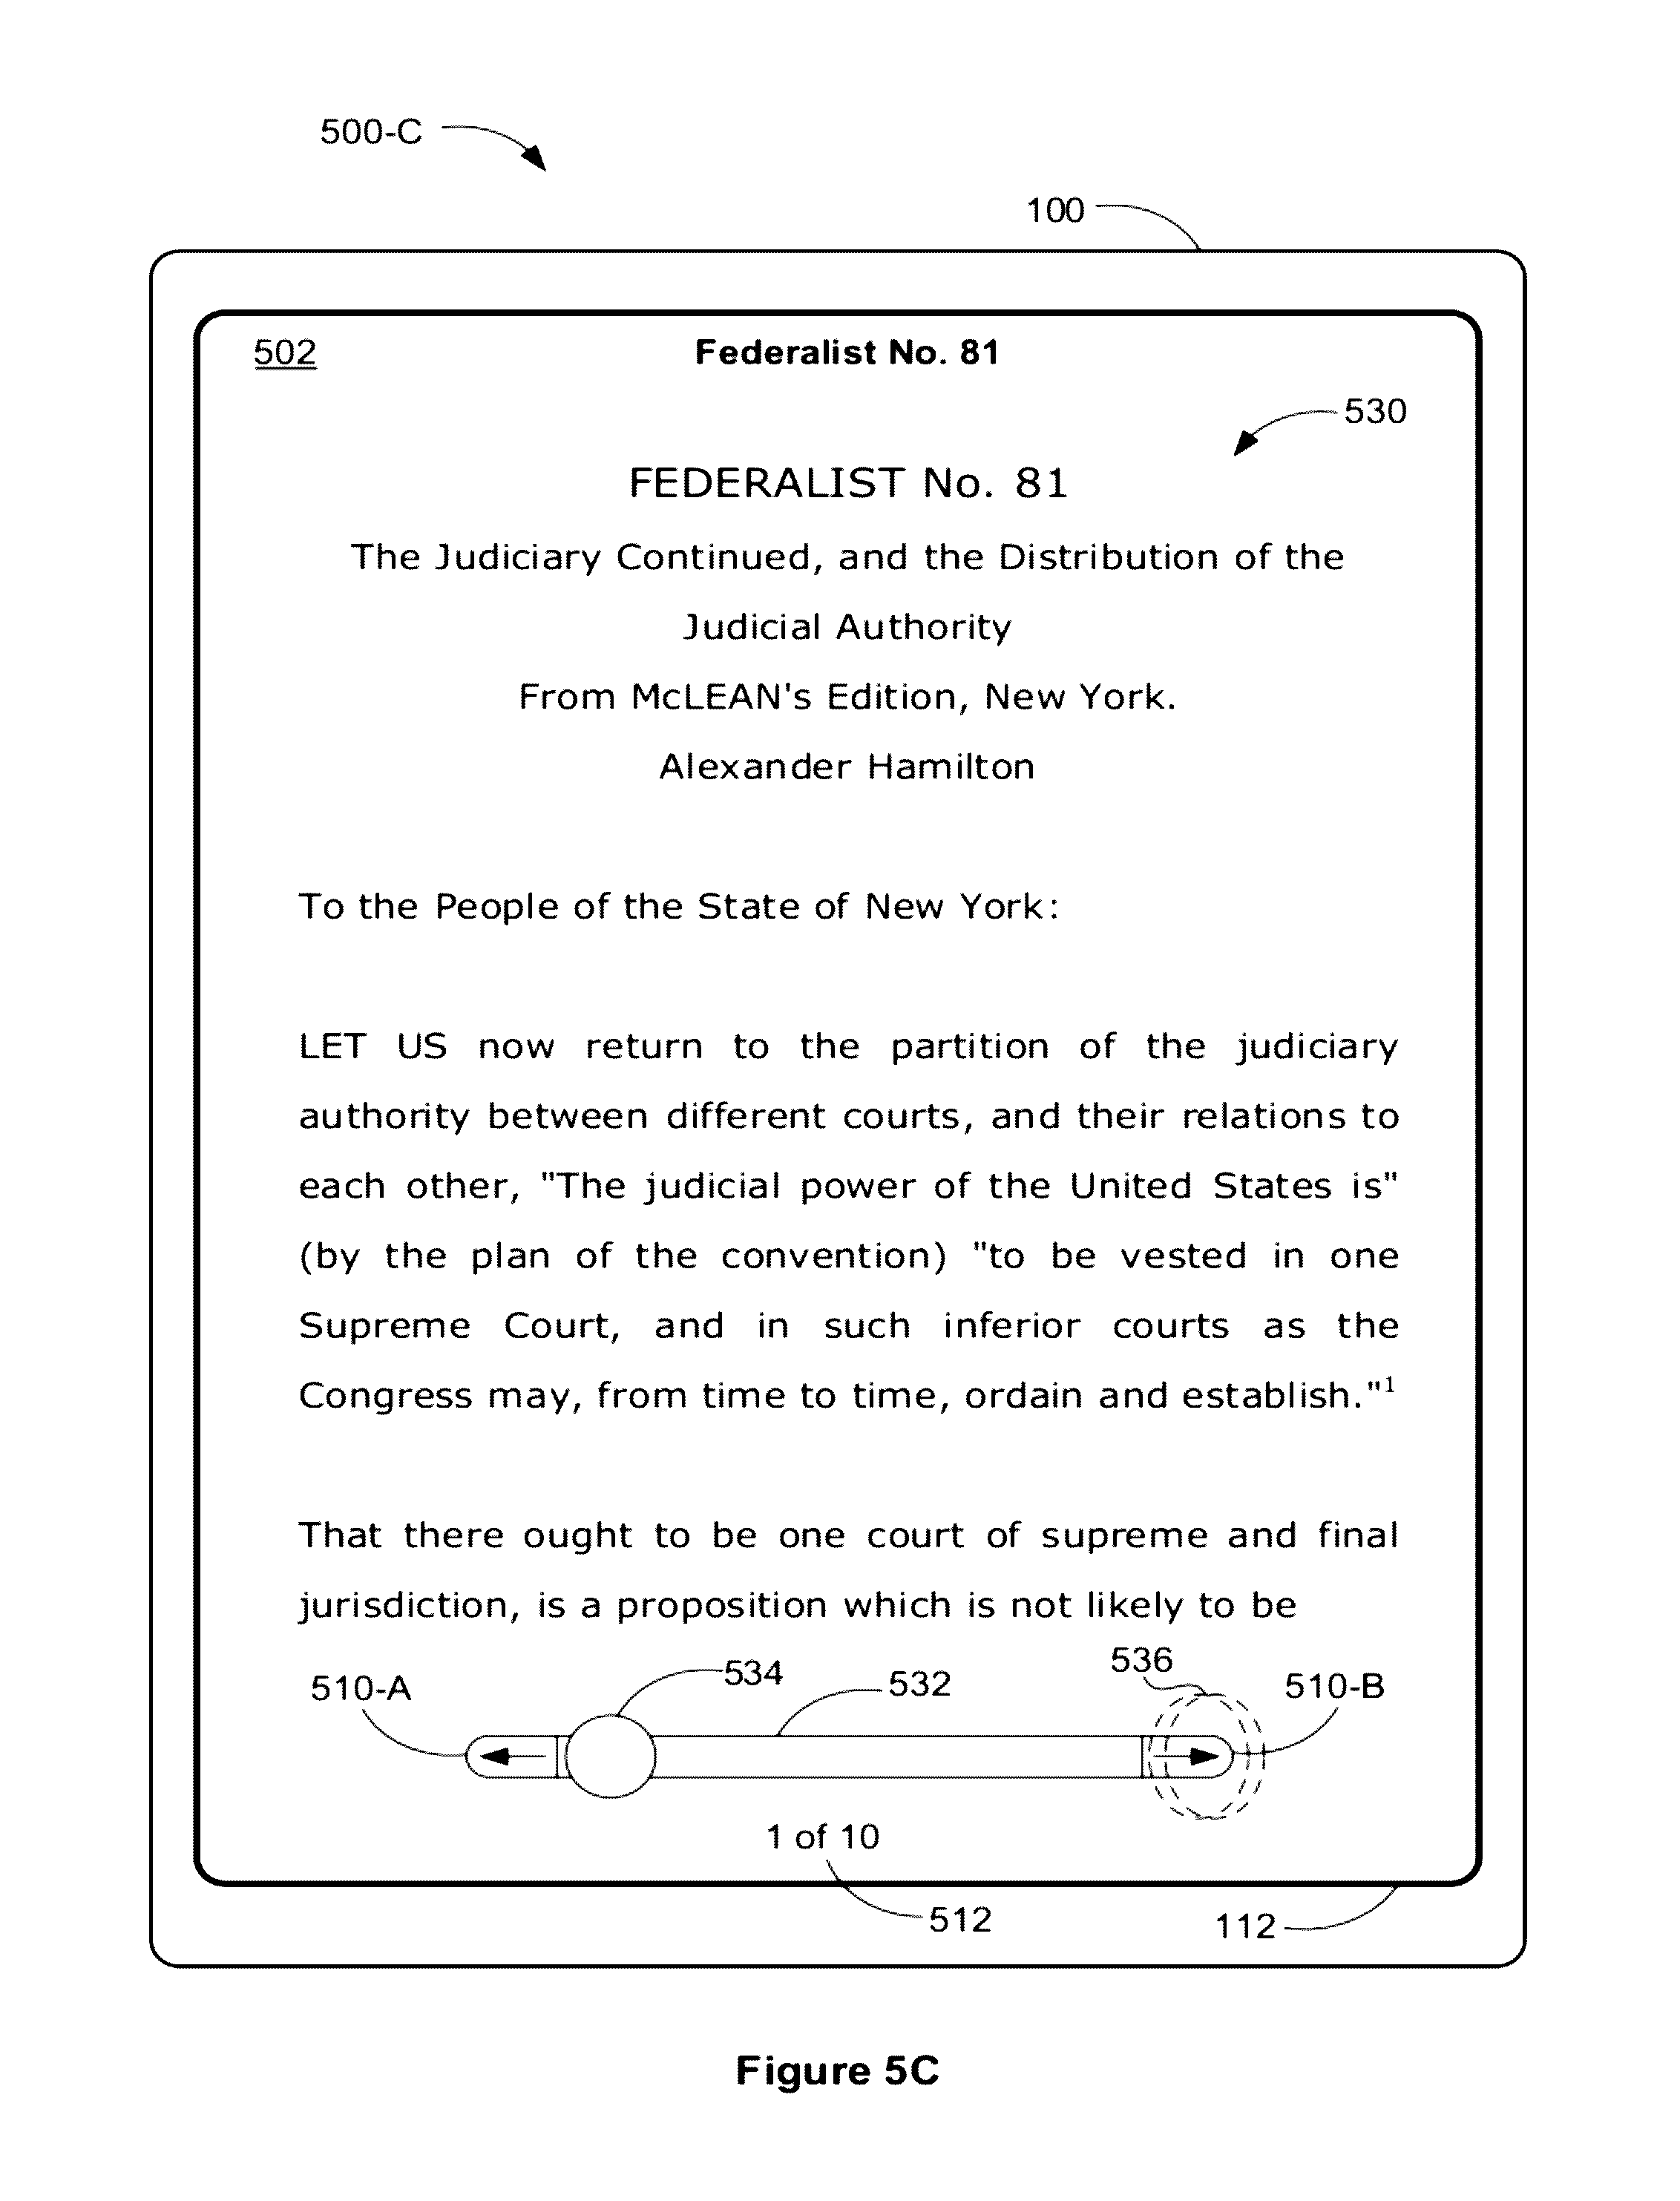 500-C
100
502
Federalist No. 81
530
FEDERALIST No. 81
The Judiciary Continued, and the Distribution of the
Judicial Authority
From McLEAN's Edition, New York.
Alexander Hamilton
To the People of the State of New York:
LET US now return to the partition of the judiciary
authority between different courts, and their relations to
each other, "The judicial power of the United States is"
(by the plan of the convention) "to be vested in one
Supreme Court, and in such inferior courts as the
Congress may, from time to time, ordain and establish."¹
That there ought to be one court of supreme and final
jurisdiction, is a proposition which is not likely to be
510-A
534
532
536
510-B
1 of 10
512
112
Figure 5C